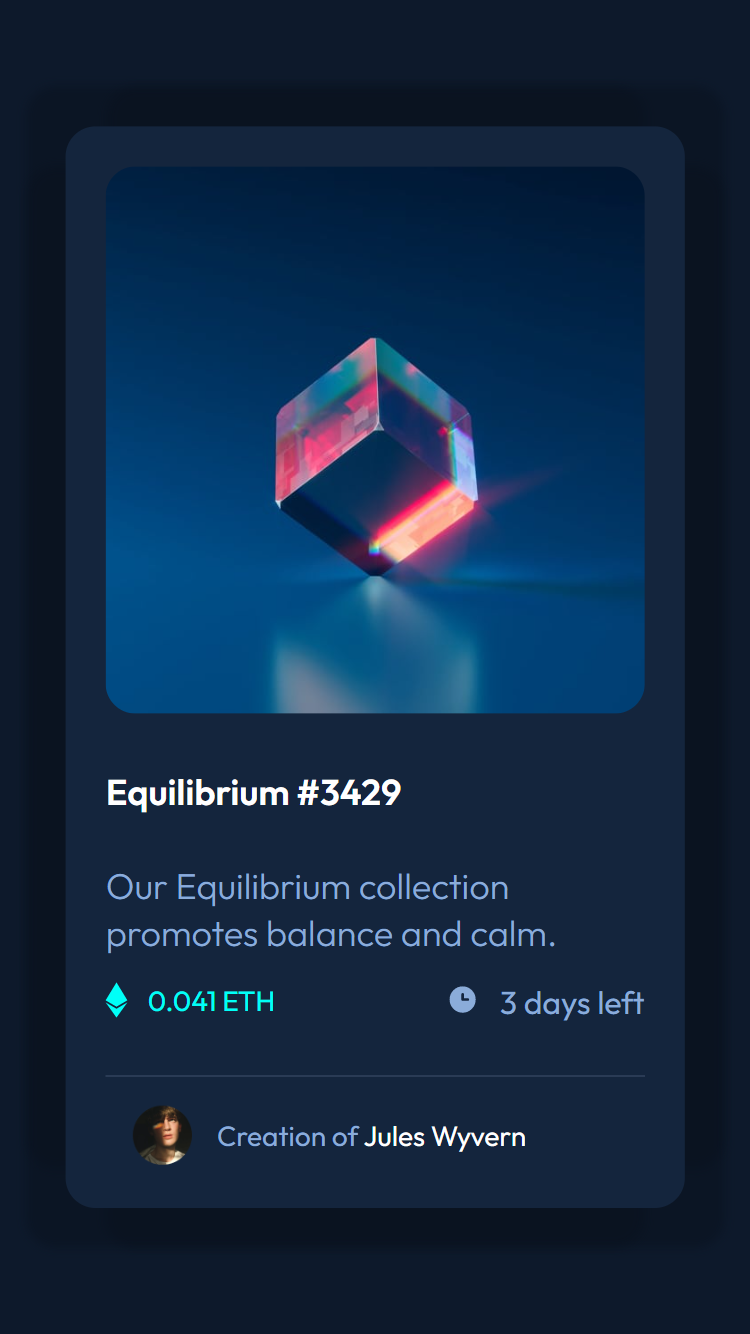 Equilibrium #3429
Our Equilibrium collection
promotes balance and calm.
0.041 ETH
3 days left
Creation of Jules Wyvern